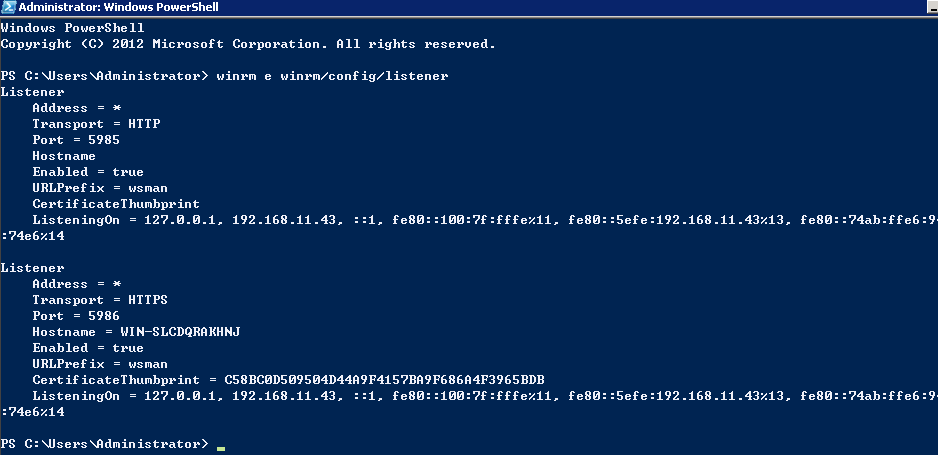 Administrator: Windows PowerShell
Windows PowerShell
Copyright (C) 2012 Microsoft Corporation. All rights reserved.
PS C:\Users\Administrator> winrm e winrm/config/listener
Listener
Address = *
Transport = HTTP
Port = 5985
Hostname
Enabled = true
URLPrefix = wsman
CertificateThumbprint
ListeningOn = 127.0.0.1, 192.168.11.43, ::1, fe80::100:7f:fffe%11, fe80::5efe:192.168.11.43%13, fe80::74ab:ffe6:9
:74e6%14
Listener
Address = *
Transport = HTTPS
Port = 5986
Hostname = WIN-SLCDQRAKHNJ
Enabled = true
URLPrefix = wsman
CertificateThumbprint = C58BC0D509504D44A9F4157BA9F686A4F3965BDB
ListeningOn = 127.0.0.1, 192.168.11.43, ::1, fe80::100:7f:fffe%11, fe80::5efe:192.168.11.43%13, fe80::74ab:ffe6:9
:74e6%14
PS C:\Users\Administrator>